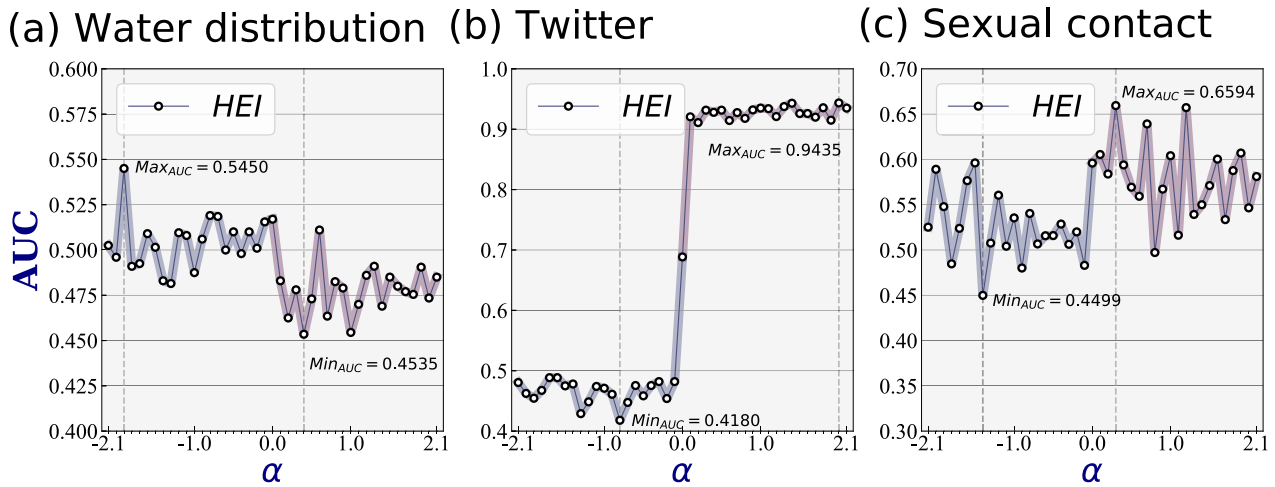 (a) Water distribution
0.600
0.575
0.550
0.525
0.500
0.475
0.450
0.425
0.400
AUC
HEI
Max_AUC = 0.5450
Min_AUC = 0.4535
-2.1 -1.0 0.0 1.0 2.1
α
(b) Twitter
1.0
0.9
0.8
0.7
0.6
0.5
0.4
HEI
Max_AUC = 0.9435
Min_AUC = 0.4180
-2.1 -1.0 0.0 1.0 2.1
α
(c) Sexual contact
0.70
0.65
0.60
0.55
0.50
0.45
0.40
0.35
0.30
HEI
Max_AUC = 0.6594
Min_AUC = 0.4499
-2.1 -1.0 0.0 1.0 2.1
α